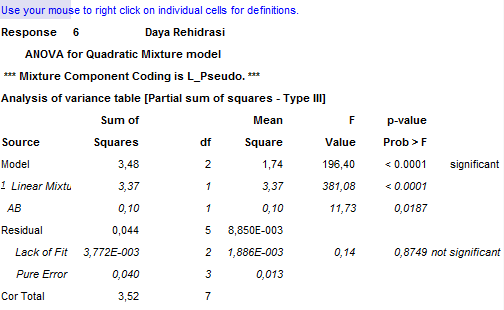 Use your mouse to right click on individual cells for definitions.
Response 6 Daya Rehidrasi
ANOVA for Quadratic Mixture model
*** Mixture Component Coding is L_Pseudo. ***
Analysis of variance table [Partial sum of squares - Type III]
Sum of Mean F p-value
Source Squares df Square Value Prob > F
Model 3,48 2 1,74 196,40 < 0.0001 significant
1 Linear Mixtu 3,37 1 3,37 381,08 < 0.0001
AB 0,10 1 0,10 11,73 0,0187
Residual 0,044 5 8,850E-003
Lack of Fit 3,772E-003 2 1,886E-003 0,14 0,8749 not significant
Pure Error 0,040 3 0,013
Cor Total 3,52 7